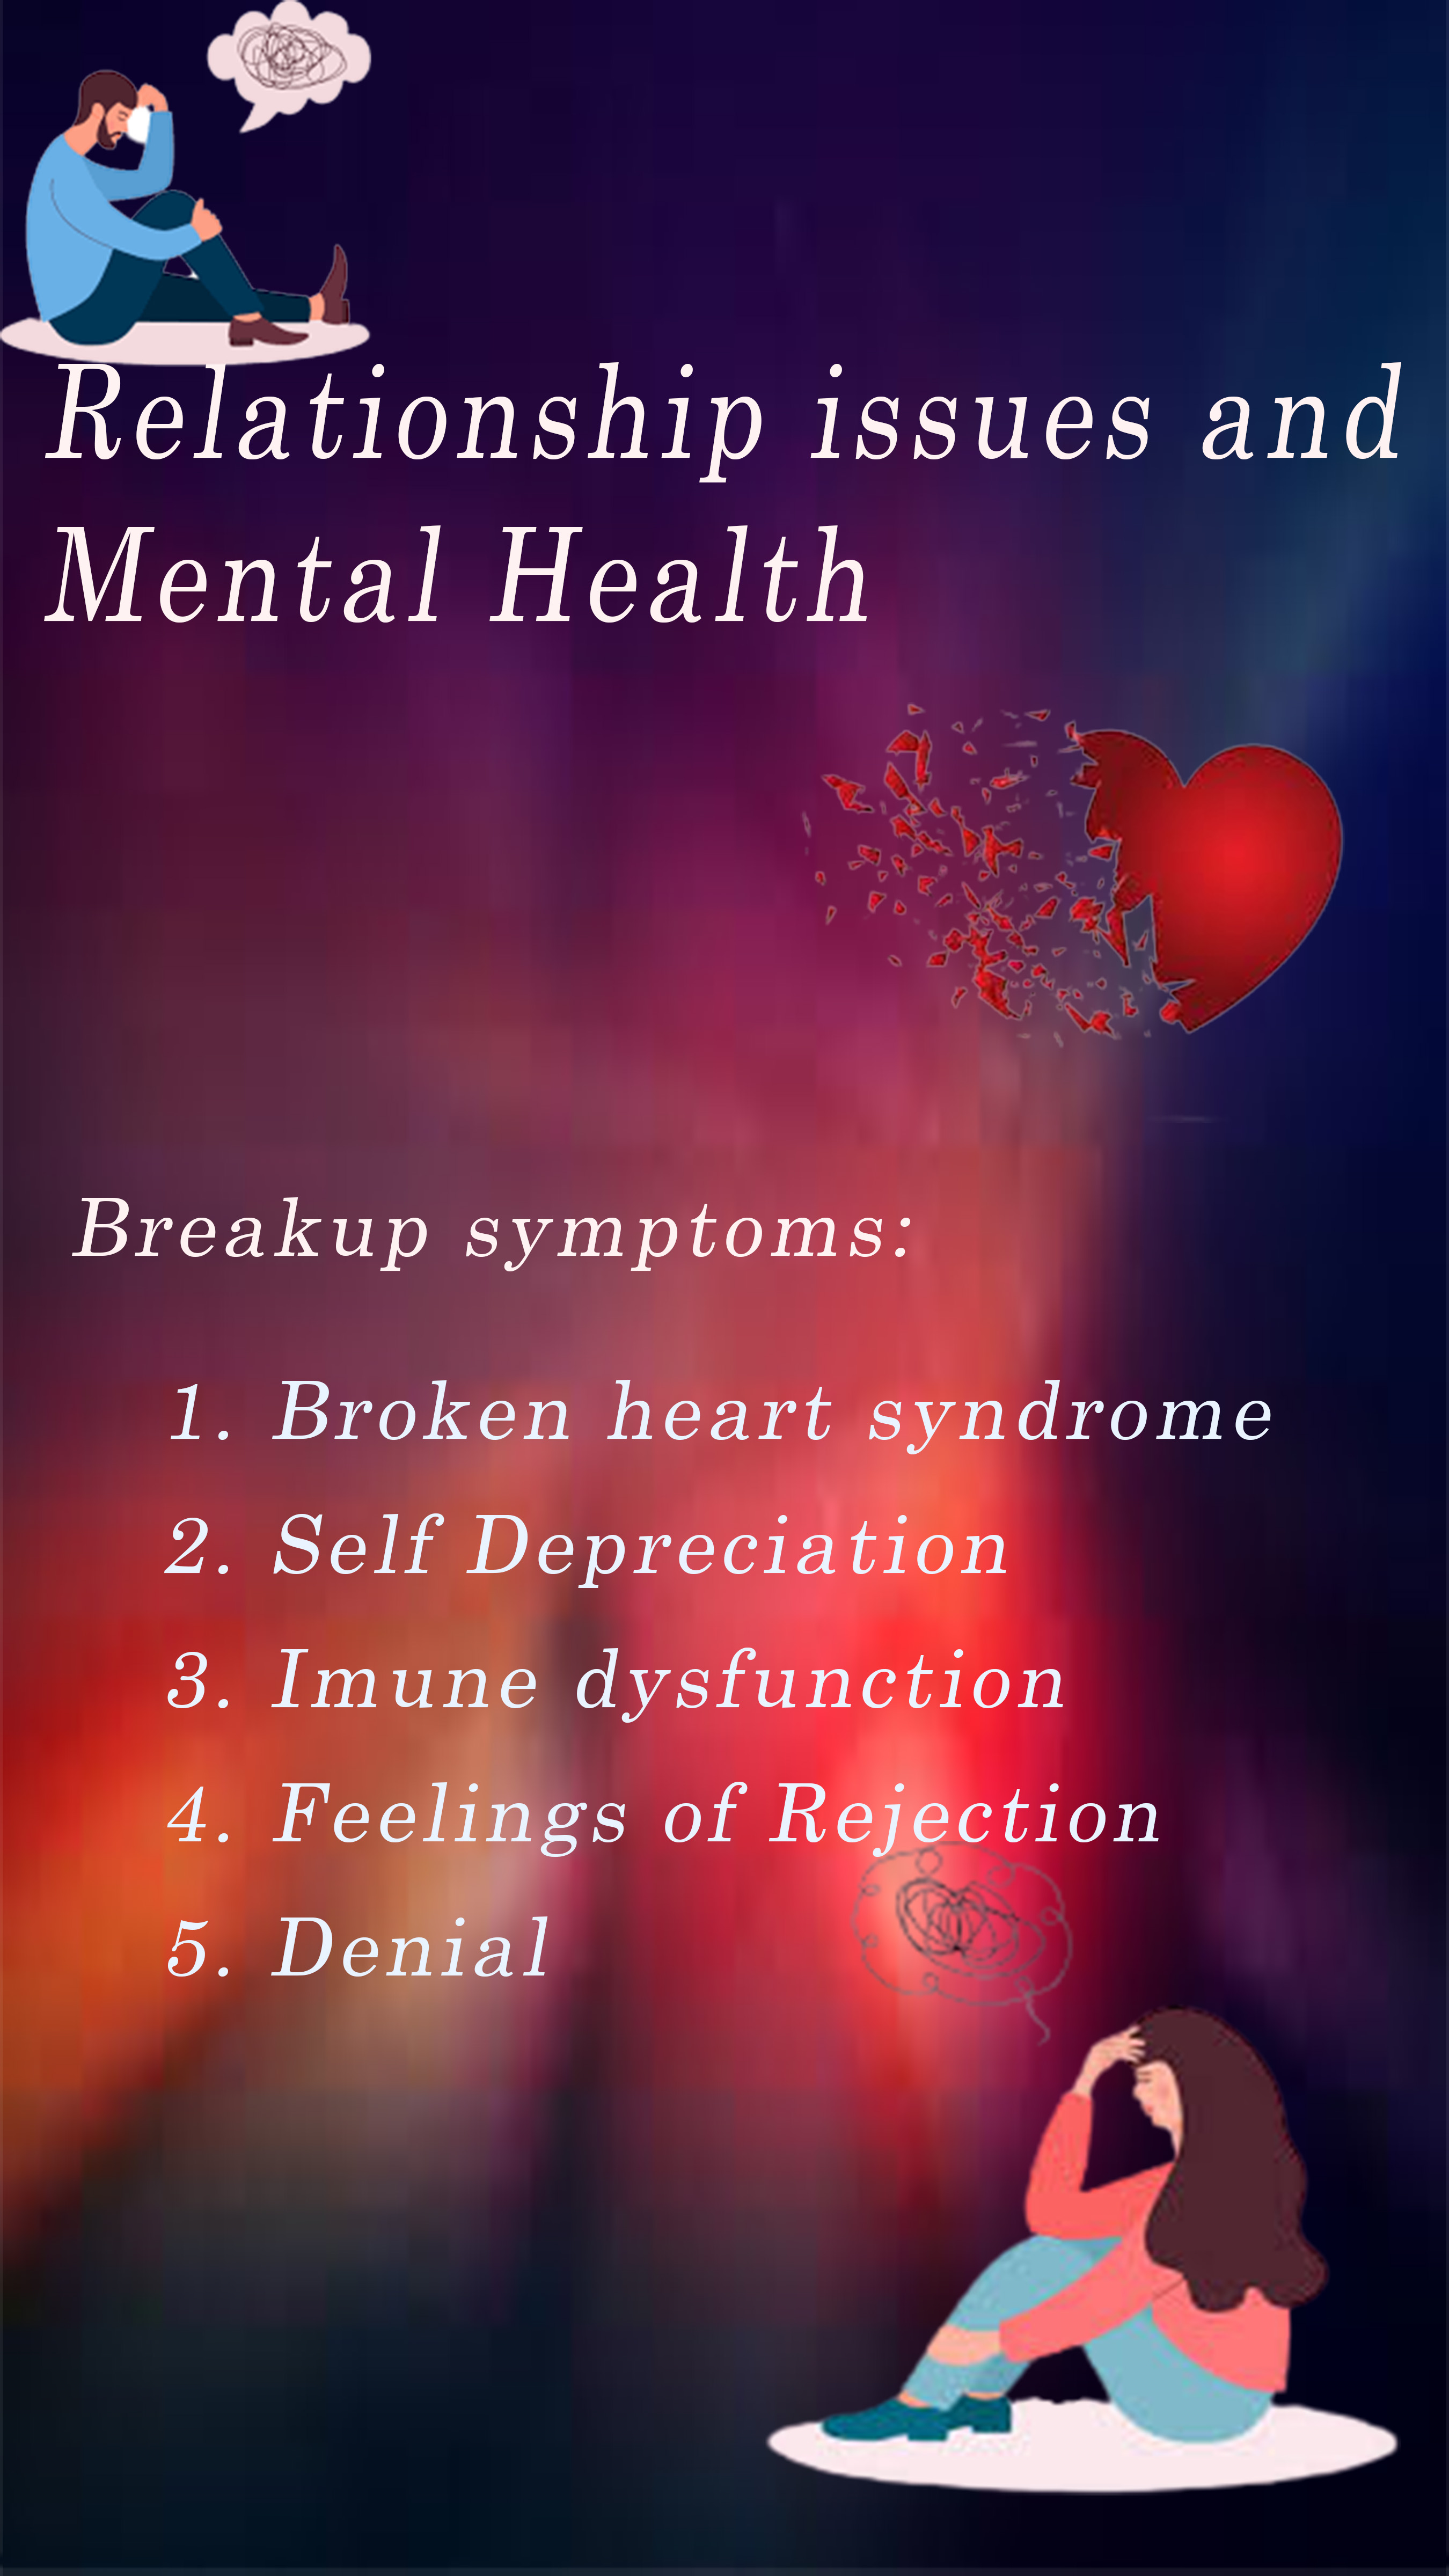 Relationship issues and
Mental Health
Breakup symptoms:
1. Broken heart syndrome
2. Self Depreciation
3. Imune dysfunction
4. Feelings of Rejection
5. Denial